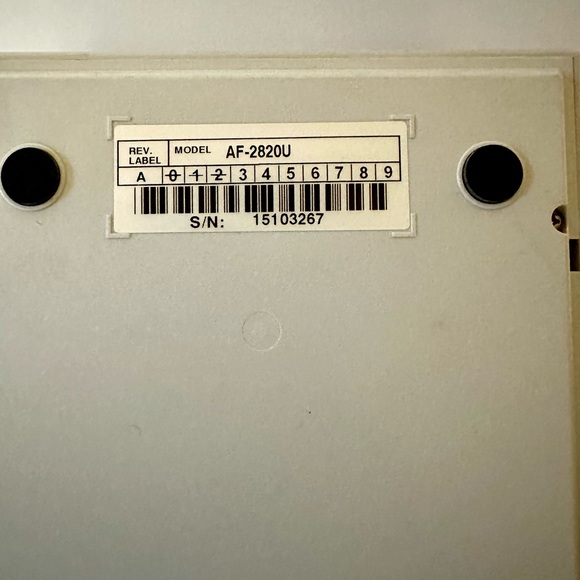 REV. LABEL MODEL AF-2820U
A 0 1 2 3 4 5 6 7 8 9
S/N: 15103267